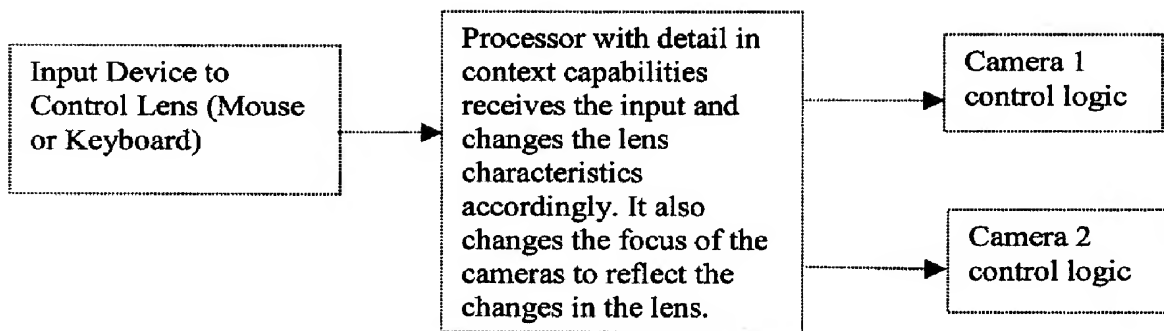 Input Device to
Control Lens (Mouse
or Keyboard)
Processor with detail in
context capabilities
receives the input and
changes the lens
characteristics
accordingly. It also
changes the focus of the
cameras to reflect the
changes in the lens.
Camera 1
control logic
Camera 2
control logic